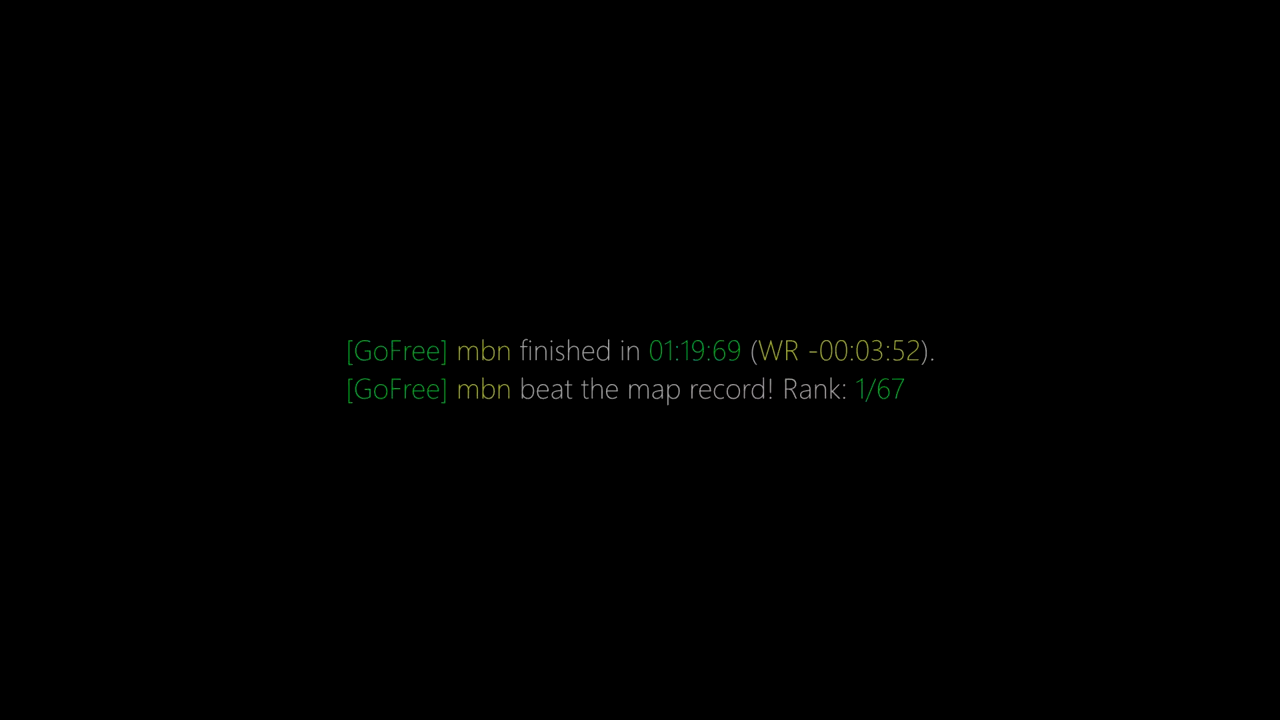 [GoFree] mbn finished in 01:19:69 (WR -00:03:52).
[GoFree] mbn beat the map record! Rank: 1/67